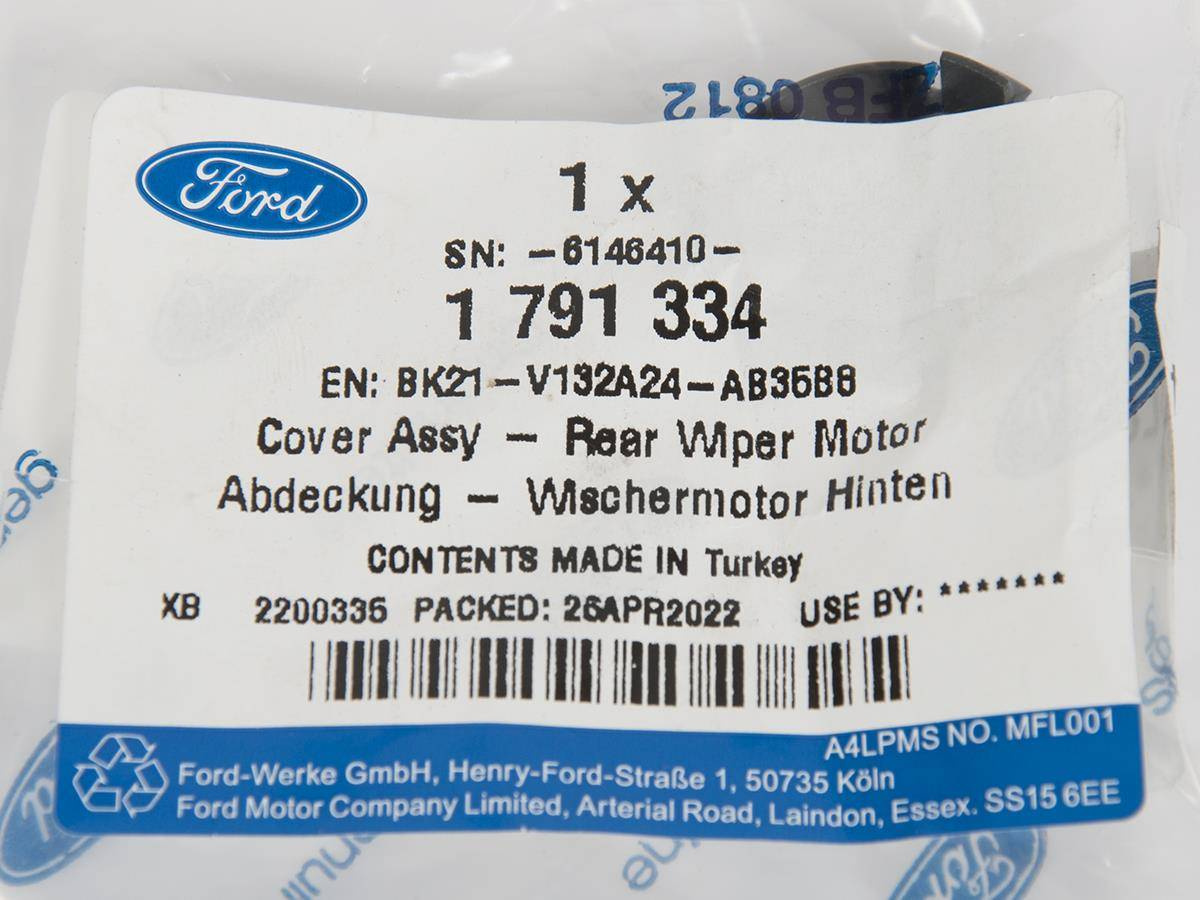 FB 0812
Ford
1 x
SN: -6146410-
1 791 334
EN: BK21-V132A24-AB35B8
Cover Assy - Rear Wiper Motor
Abdeckung - Wischermotor Hinten
CONTENTS MADE IN Turkey
XB 2200336 PACKED: 26APR2022 USE BY: *******
A4LPMS NO. MFL001
Ford-Werke GmbH, Henry-Ford-Straße 1, 50735 Köln
Ford Motor Company Limited, Arterial Road, Laindon, Essex. SS15 6EE